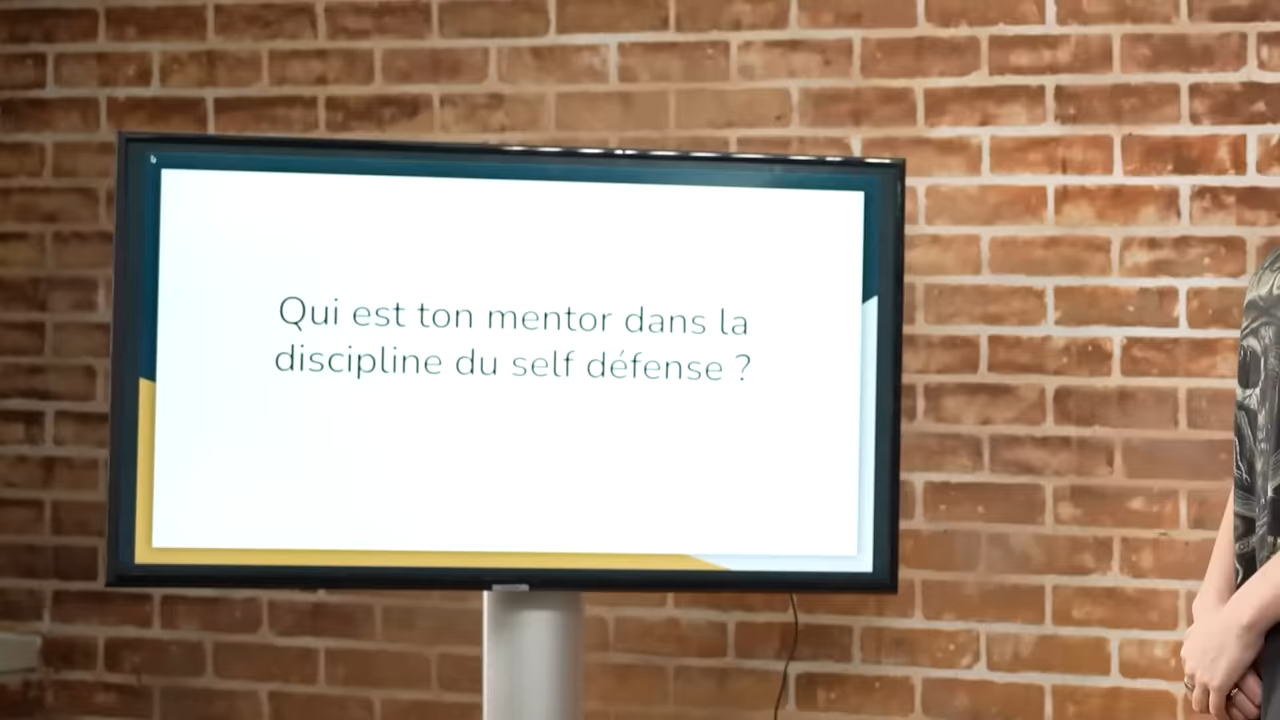 Qui est ton mentor dans la
discipline du self défense ?